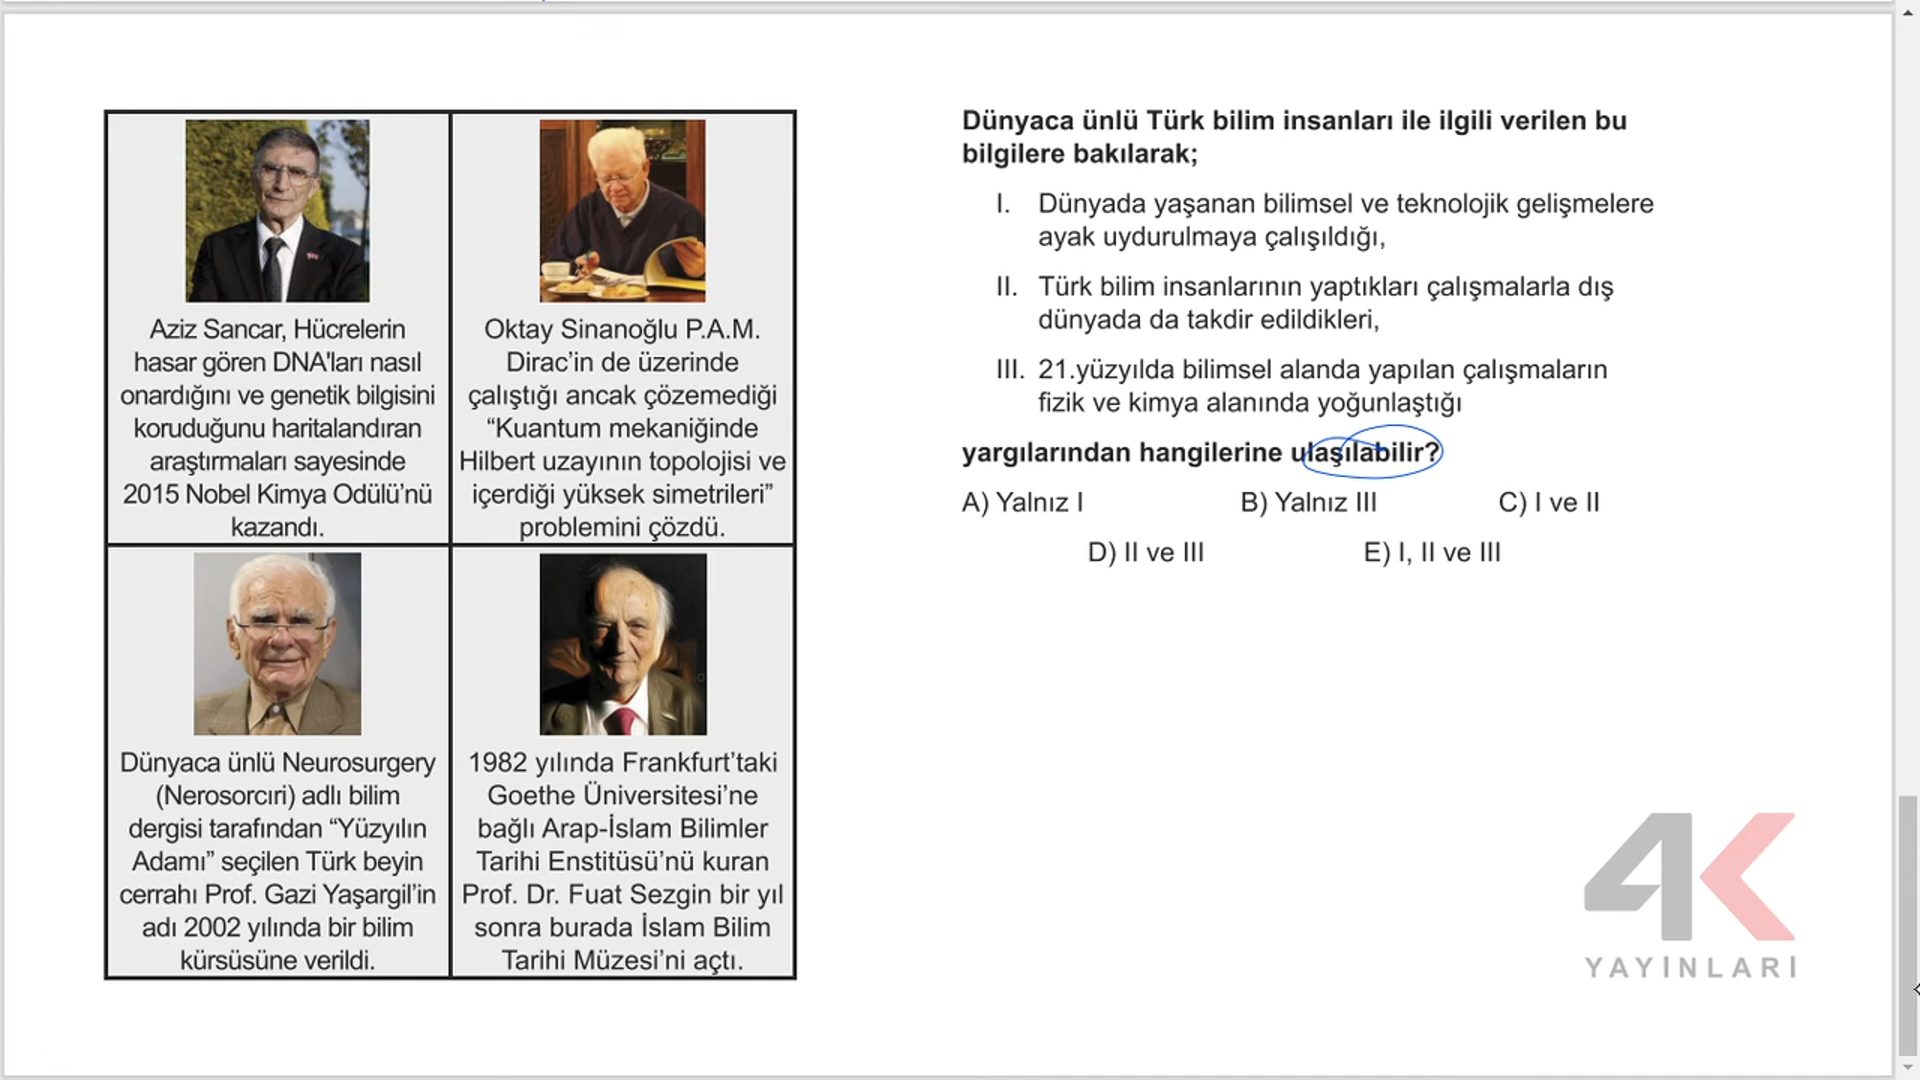 Aziz Sancar, Hücrelerin
hasar gören DNA'ları nasıl
onardığını ve genetik bilgisini
koruduğunu haritalandıran
araştırmaları sayesinde
2015 Nobel Kimya Ödülü’nü
kazandı.
Oktay Sinanoğlu P.A.M.
Dirac’in de üzerinde
çalıştığı ancak çözemediği
“Kuantum mekaniğinde
Hilbert uzayının topolojisi ve
içerdiği yüksek simetrileri”
problemini çözdü.
Dünyaca ünlü Neurosurgery
(Nerosorcıri) adlı bilim
dergisi tarafından “Yüzyılın
Adamı” seçilen Türk beyin
cerrahı Prof. Gazi Yaşargil’in
adı 2002 yılında bir bilim
kürsüsüne verildi.
1982 yılında Frankfurt’taki
Goethe Üniversitesi’ne
bağlı Arap-İslam Bilimler
Tarihi Enstitüsü’nü kuran
Prof. Dr. Fuat Sezgin bir yıl
sonra burada İslam Bilim
Tarihi Müzesi’ni açtı.
Dünyaca ünlü Türk bilim insanları ile ilgili verilen bu
bilgilere bakılarak;
I. Dünyada yaşanan bilimsel ve teknolojik gelişmelere
ayak uydurulmaya çalışıldığı,
II. Türk bilim insanlarının yaptıkları çalışmalarla dış
dünyada da takdir edildikleri,
III. 21.yüzyılda bilimsel alanda yapılan çalışmaların
fizik ve kimya alanında yoğunlaştığı
yargılarından hangilerine ulaşılabilir?
A) Yalnız I B) Yalnız III C) I ve II
D) II ve III E) I, II ve III
4K
YAYINLARI